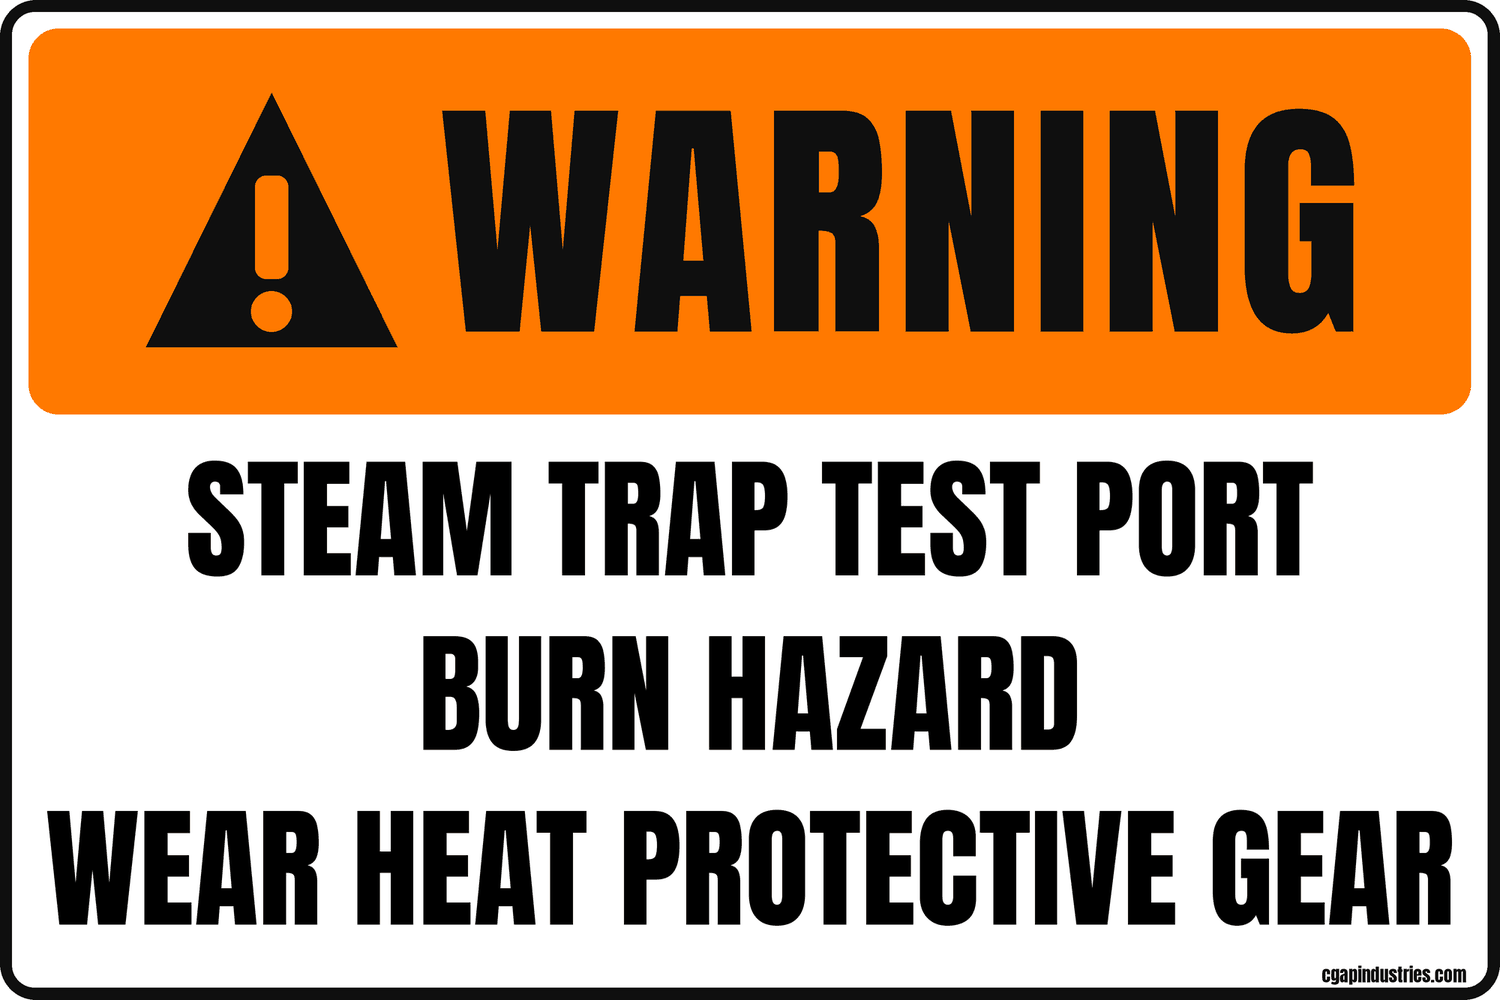 WARNING
STEAM TRAP TEST PORT
BURN HAZARD
WEAR HEAT PROTECTIVE GEAR
cgapindustries.com